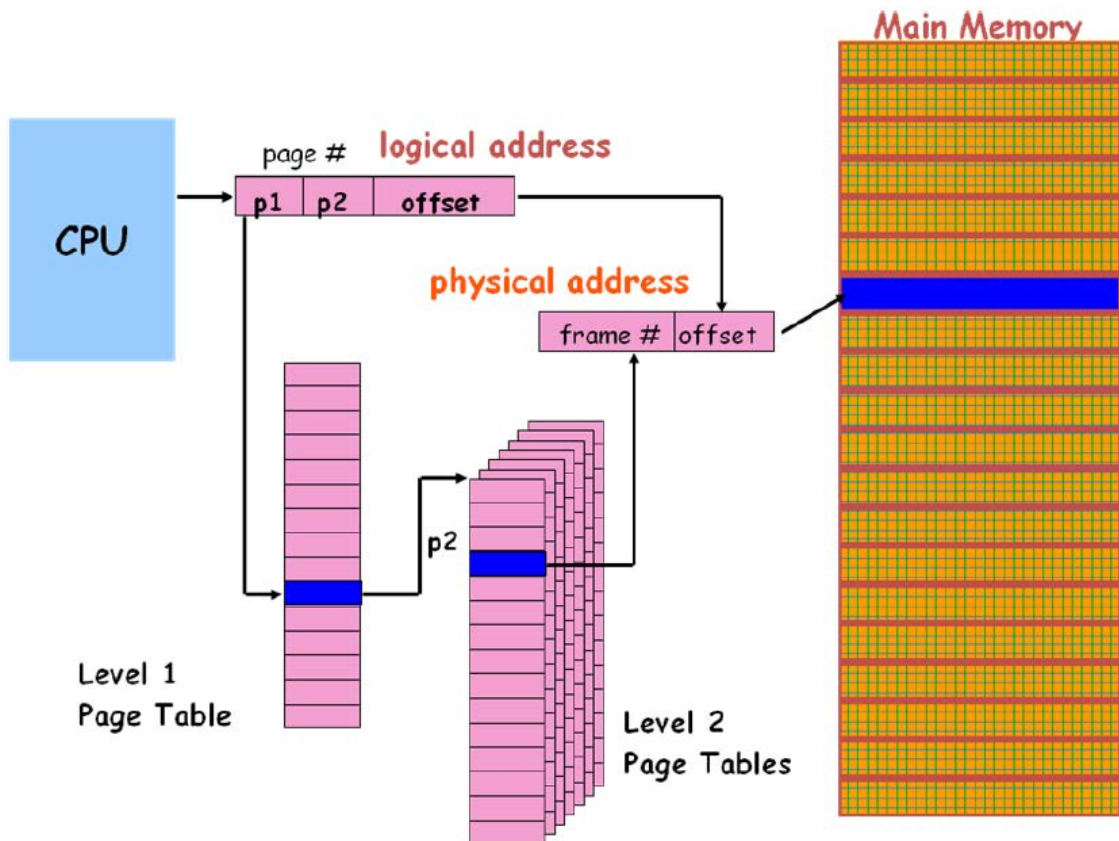 Main Memory
page #
logical address
p1
p2
offset
CPU
physical address
frame #
offset
p2
Level 1
Page Table
Level 2
Page Tables